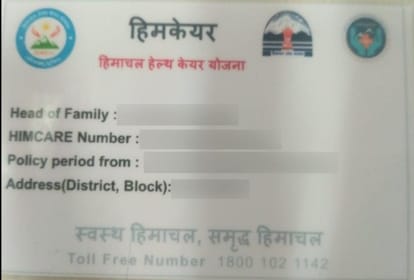 हिमकेयर
हिमाचल हेल्थ केयर योजना
Head of Family :
HIMCARE Number :
Policy period from :
Address(District, Block):
स्वस्थ हिमाचल, समृद्ध हिमाचल
Toll Free Number 1800 102 1142